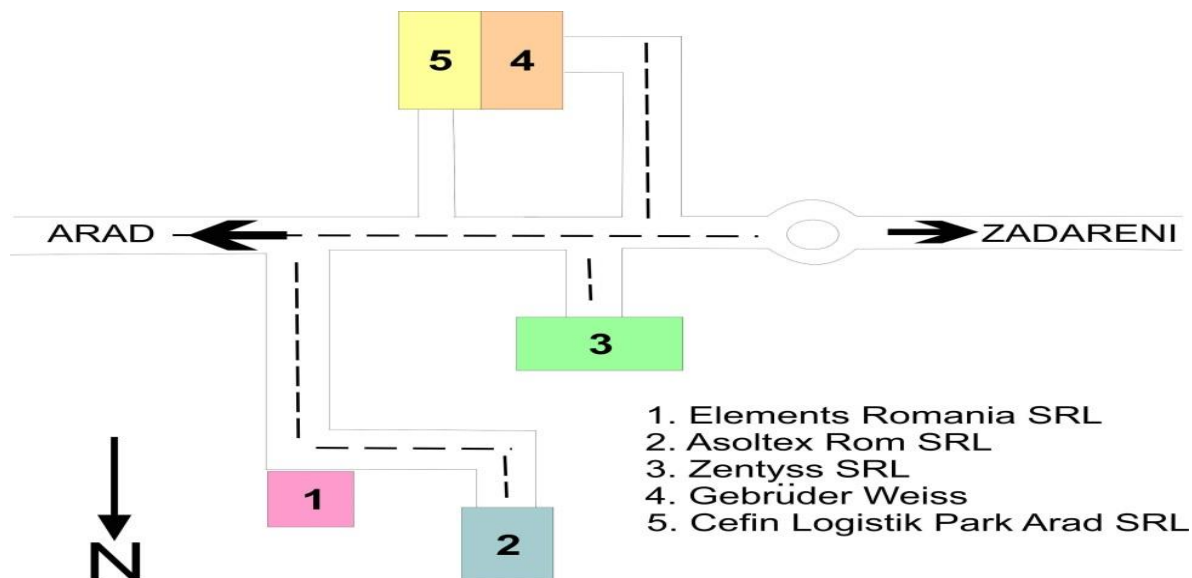 5
4
ARAD
ZADARENI
3
1
2
1. Elements Romania SRL
2. Asoltex Rom SRL
3. Zentyss SRL
4. Gebrüder Weiss
5. Cefin Logistik Park Arad SRL
N